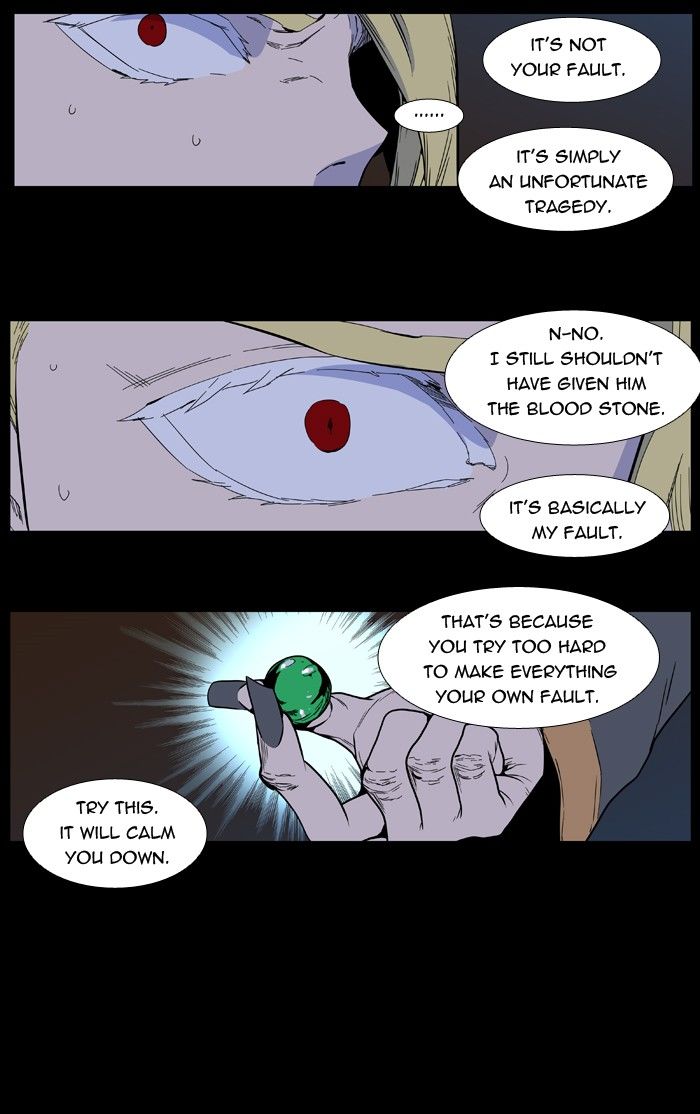 IT'S NOT
YOUR FAULT.
......
IT'S SIMPLY
AN UNFORTUNATE
TRAGEDY.
N-NO.
I STILL SHOULDN'T
HAVE GIVEN HIM
THE BLOOD STONE.
IT'S BASICALLY
MY FAULT.
THAT'S BECAUSE
YOU TRY TOO HARD
TO MAKE EVERYTHING
YOUR OWN FAULT.
TRY THIS.
IT WILL CALM
YOU DOWN.